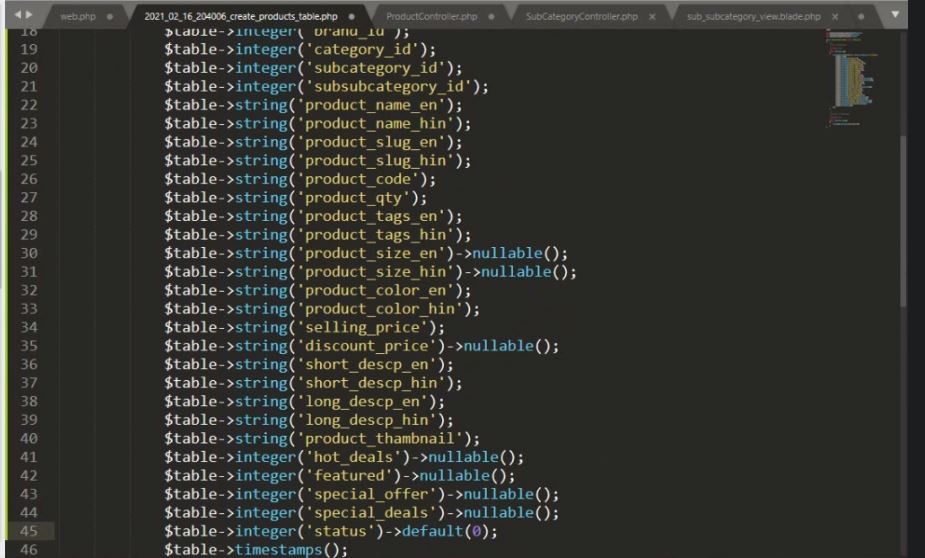 web.php
2021_02_16_204006_create_products_table.php
ProductController.php
SubCategoryController.php
sub_subcategory_view.blade.php
18 $table->integer('brand_id');
19 $table->integer('category_id');
20 $table->integer('subcategory_id');
21 $table->integer('subsubcategory_id');
22 $table->string('product_name_en');
23 $table->string('product_name_hin');
24 $table->string('product_slug_en');
25 $table->string('product_slug_hin');
26 $table->string('product_code');
27 $table->string('product_qty');
28 $table->string('product_tags_en');
29 $table->string('product_tags_hin');
30 $table->string('product_size_en')->nullable();
31 $table->string('product_size_hin')->nullable();
32 $table->string('product_color_en');
33 $table->string('product_color_hin');
34 $table->string('selling_price');
35 $table->string('discount_price')->nullable();
36 $table->string('short_descp_en');
37 $table->string('short_descp_hin');
38 $table->string('long_descp_en');
39 $table->string('long_descp_hin');
40 $table->string('product_thambnail');
41 $table->integer('hot_deals')->nullable();
42 $table->integer('featured')->nullable();
43 $table->integer('special_offer')->nullable();
44 $table->integer('special_deals')->nullable();
45 $table->integer('status')->default(0);
46 $table->timestamps();